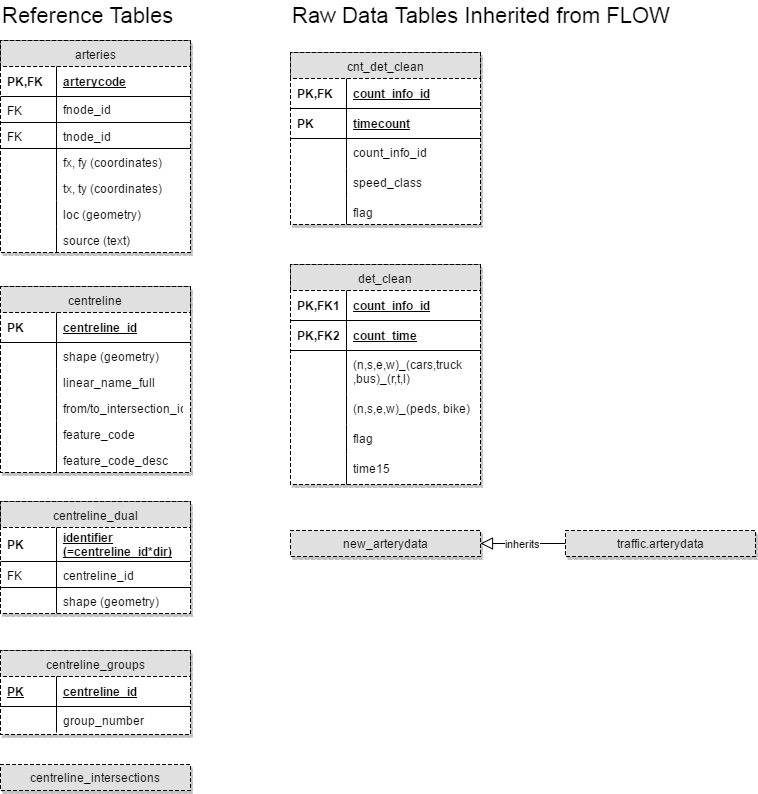 Reference Tables
arteries
PK,FK arterycode
FK fnode_id
FK tnode_id
fx, fy (coordinates)
tx, ty (coordinates)
loc (geometry)
source (text)
centreline
PK centreline_id
shape (geometry)
linear_name_full
from/to_intersection_ic
feature_code
feature_code_desc
centreline_dual
PK identifier
(=centreline_id*dir)
FK centreline_id
shape (geometry)
centreline_groups
PK centreline_id
group_number
centreline_intersections
Raw Data Tables Inherited from FLOW
cnt_det_clean
PK,FK count_info_id
PK timecount
count_info_id
speed_class
flag
det_clean
PK,FK1 count_info_id
PK,FK2 count_time
(n,s,e,w)_(cars,truck
,bus)_(r,t,l)
(n,s,e,w)_(peds, bike)
flag
time15
new_arterydata
inherits
traffic.arterydata